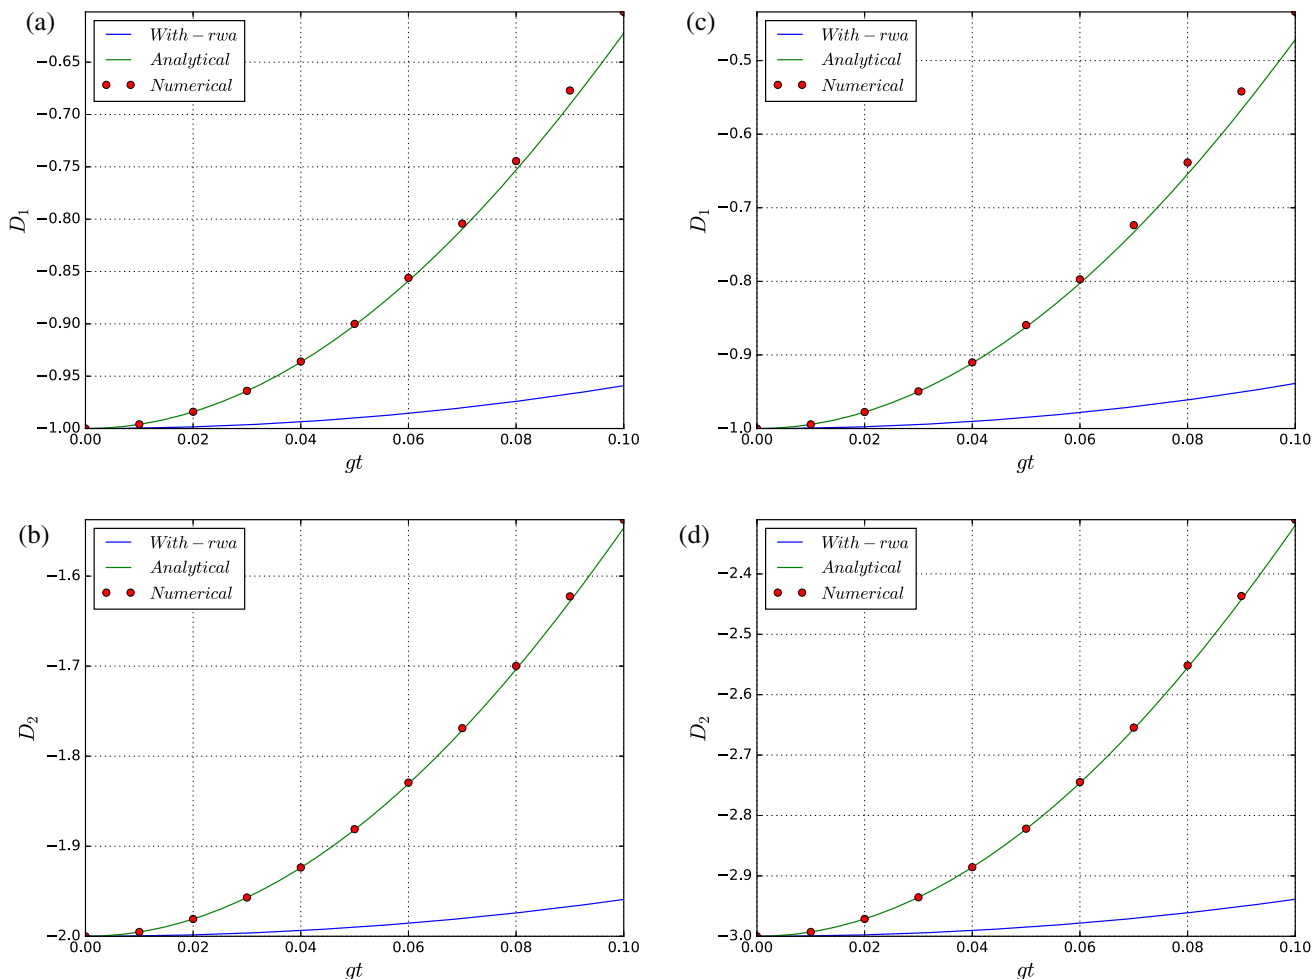 (a)
With − rwa
Analytical
Numerical
−0.65
−0.70
−0.75
−0.80
−0.85
−0.90
−0.95
−1.00
D₁
0.00 0.02 0.04 0.06 0.08 0.10
gt
(c)
With − rwa
Analytical
Numerical
−0.5
−0.6
−0.7
−0.8
−0.9
−1.0
D₁
0.00 0.02 0.04 0.06 0.08 0.10
gt
(b)
With − rwa
Analytical
Numerical
−1.6
−1.7
−1.8
−1.9
−2.0
D₂
0.00 0.02 0.04 0.06 0.08 0.10
gt
(d)
With − rwa
Analytical
Numerical
−2.4
−2.5
−2.6
−2.7
−2.8
−2.9
−3.0
D₂
0.00 0.02 0.04 0.06 0.08 0.10
gt